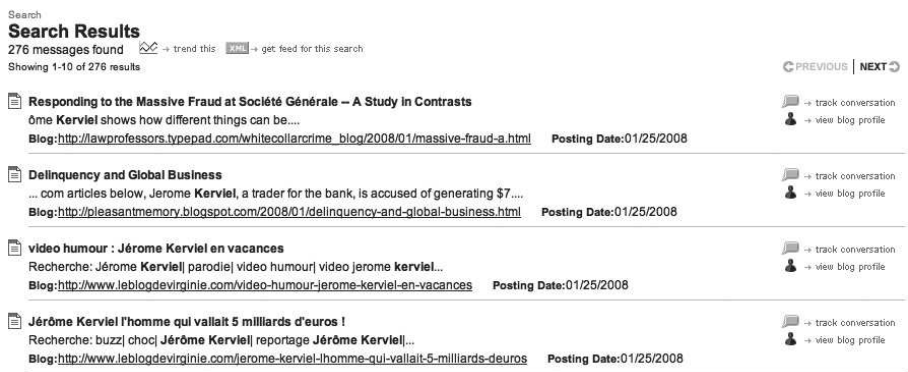 Search
Search Results
276 messages found → trend this XML → get feed for this search
Showing 1-10 of 276 results
PREVIOUS | NEXT
Responding to the Massive Fraud at Société Générale -- A Study in Contrasts
→ track conversation
ôme Kerviel shows how different things can be....
→ view blog profile
Blog:http://lawprofessors.typepad.com/whitecollarcrime_blog/2008/01/massive-fraud-a.html Posting Date:01/25/2008
Delinquency and Global Business
→ track conversation
... com articles below, Jerome Kerviel, a trader for the bank, is accused of generating $7....
→ view blog profile
Blog:http://pleasantmemory.blogspot.com/2008/01/delinquency-and-global-business.html Posting Date:01/25/2008
video humour : Jérome Kerviel en vacances
→ track conversation
Recherche: Jérome Kerviel| parodie| video humour| video jerome kerviel...
→ view blog profile
Blog:http://www.leblogdevirginie.com/video-humour-jerome-kerviel-en-vacances Posting Date:01/25/2008
Jérôme Kerviel l'homme qui vallait 5 milliards d'euros !
→ track conversation
Recherche: buzz| choc| Jérôme Kerviel| reportage Jérôme Kerviel|...
→ view blog profile
Blog:http://www.leblogdevirginie.com/jerome-kerviel-lhomme-qui-vallait-5-milliards-deuros Posting Date:01/25/2008